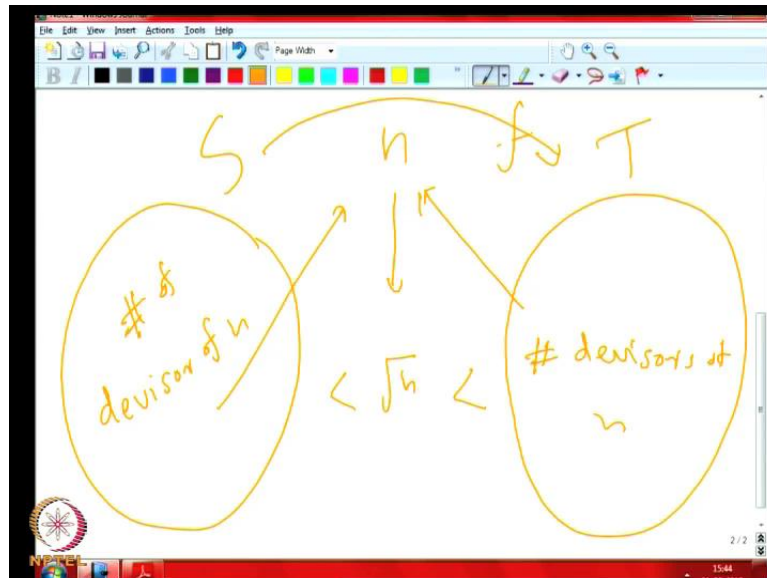 File Edit View Insert Actions Tools Help
Page Width
B I
S n f T
# of
devisor of n
< √n <
# devisors of
n
2 / 2
NPTEL
15:44